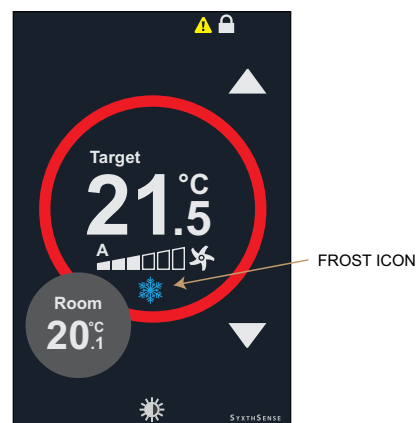 Target
21.5°C
A
FROST ICON
Room
20.1°C
SYXTHSENSE